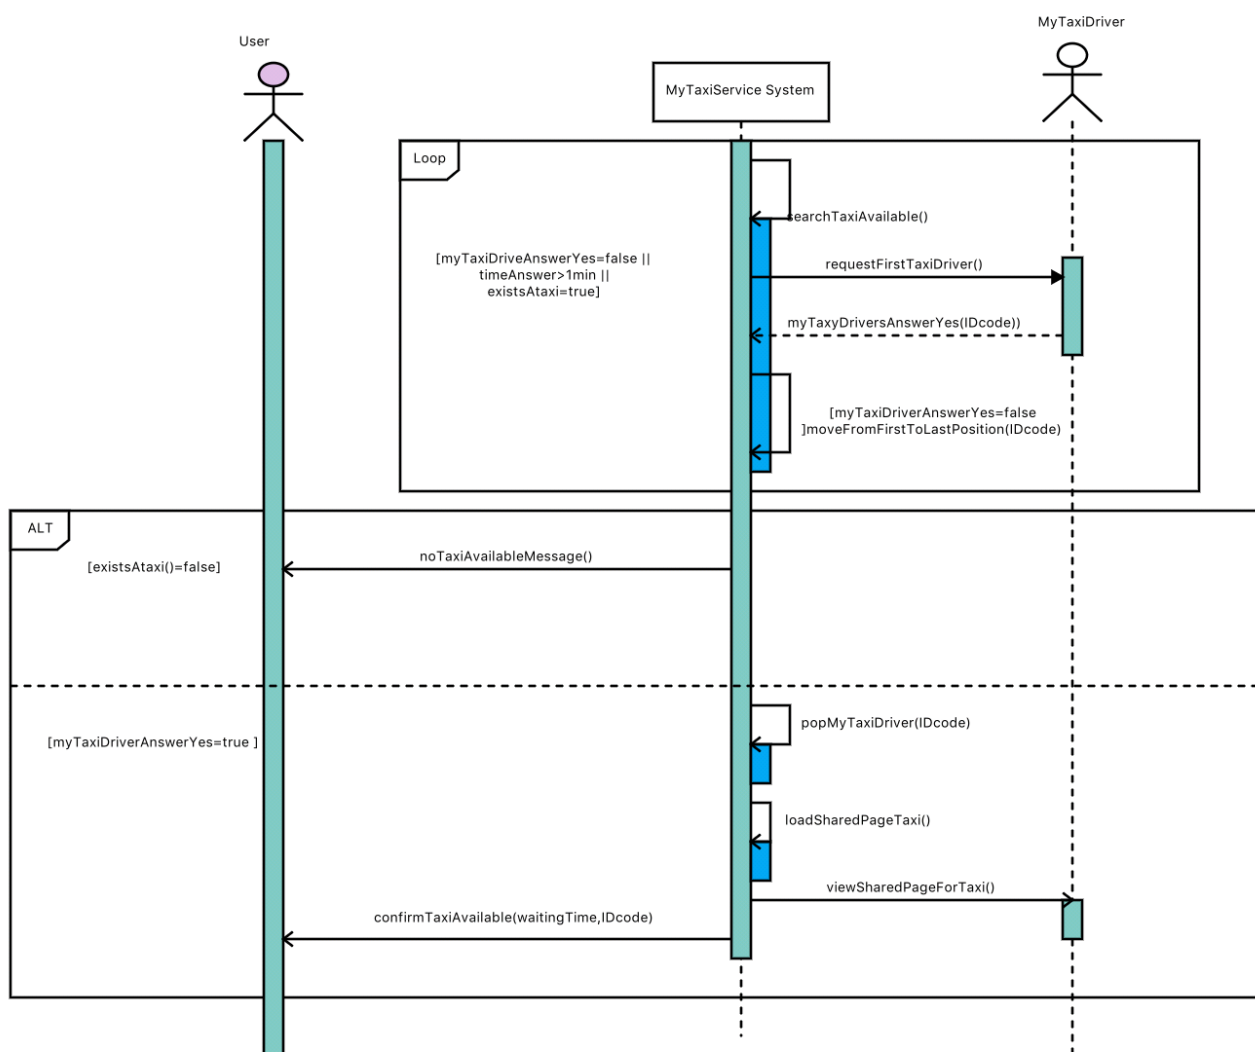 MyTaxiDriver
User
MyTaxiService System
Loop
searchTaxiAvailable()
[myTaxiDriveAnswerYes=false ||
timeAnswer>1min ||
existsAtaxi=true]
requestFirstTaxiDriver()
myTaxyDriversAnswerYes(IDcode))
[myTaxiDriverAnswerYes=false
]moveFromFirstToLastPosition(IDcode)
ALT
[existsAtaxi()=false]
noTaxiAvailableMessage()
[myTaxiDriverAnswerYes=true ]
popMyTaxiDriver(IDcode)
loadSharedPageTaxi()
viewSharedPageForTaxi()
confirmTaxiAvailable(waitingTime,IDcode)